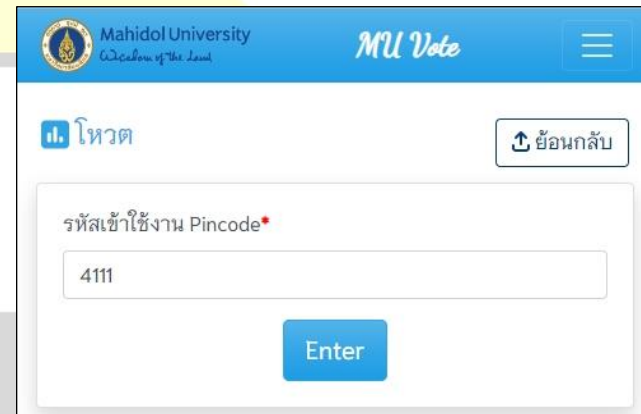 Mahidol University
Wisdom of the Land
MU Vote
โหวต
ย้อนกลับ
รหัสเข้าใช้งาน Pincode*
4111
Enter